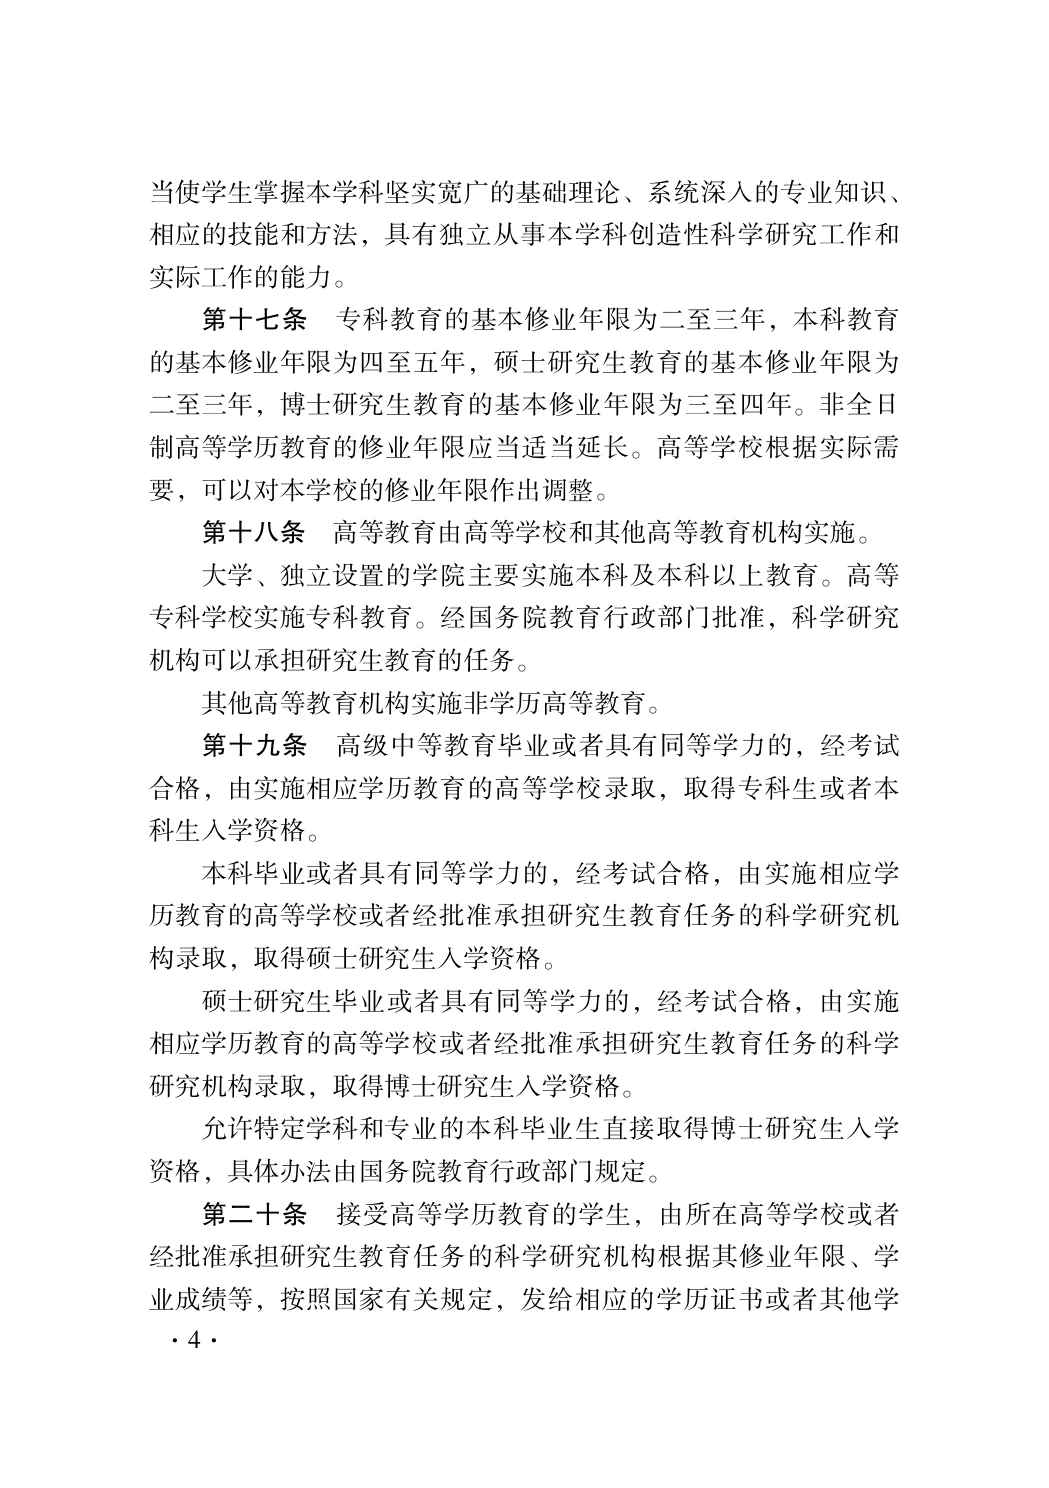 当使学生掌握本学科坚实宽广的基础理论、系统深入的专业知识、
相应的技能和方法，具有独立从事本学科创造性科学研究工作和
实际工作的能力。
第十七条　专科教育的基本修业年限为二至三年，本科教育
的基本修业年限为四至五年，硕士研究生教育的基本修业年限为
二至三年，博士研究生教育的基本修业年限为三至四年。非全日
制高等学历教育的修业年限应当适当延长。高等学校根据实际需
要，可以对本学校的修业年限作出调整。
第十八条　高等教育由高等学校和其他高等教育机构实施。
大学、独立设置的学院主要实施本科及本科以上教育。高等
专科学校实施专科教育。经国务院教育行政部门批准，科学研究
机构可以承担研究生教育的任务。
其他高等教育机构实施非学历高等教育。
第十九条　高级中等教育毕业或者具有同等学力的，经考试
合格，由实施相应学历教育的高等学校录取，取得专科生或者本
科生入学资格。
本科毕业或者具有同等学力的，经考试合格，由实施相应学
历教育的高等学校或者经批准承担研究生教育任务的科学研究机
构录取，取得硕士研究生入学资格。
硕士研究生毕业或者具有同等学力的，经考试合格，由实施
相应学历教育的高等学校或者经批准承担研究生教育任务的科学
研究机构录取，取得博士研究生入学资格。
允许特定学科和专业的本科毕业生直接取得博士研究生入学
资格，具体办法由国务院教育行政部门规定。
第二十条　接受高等学历教育的学生，由所在高等学校或者
经批准承担研究生教育任务的科学研究机构根据其修业年限、学
业成绩等，按照国家有关规定，发给相应的学历证书或者其他学
· 4 ·